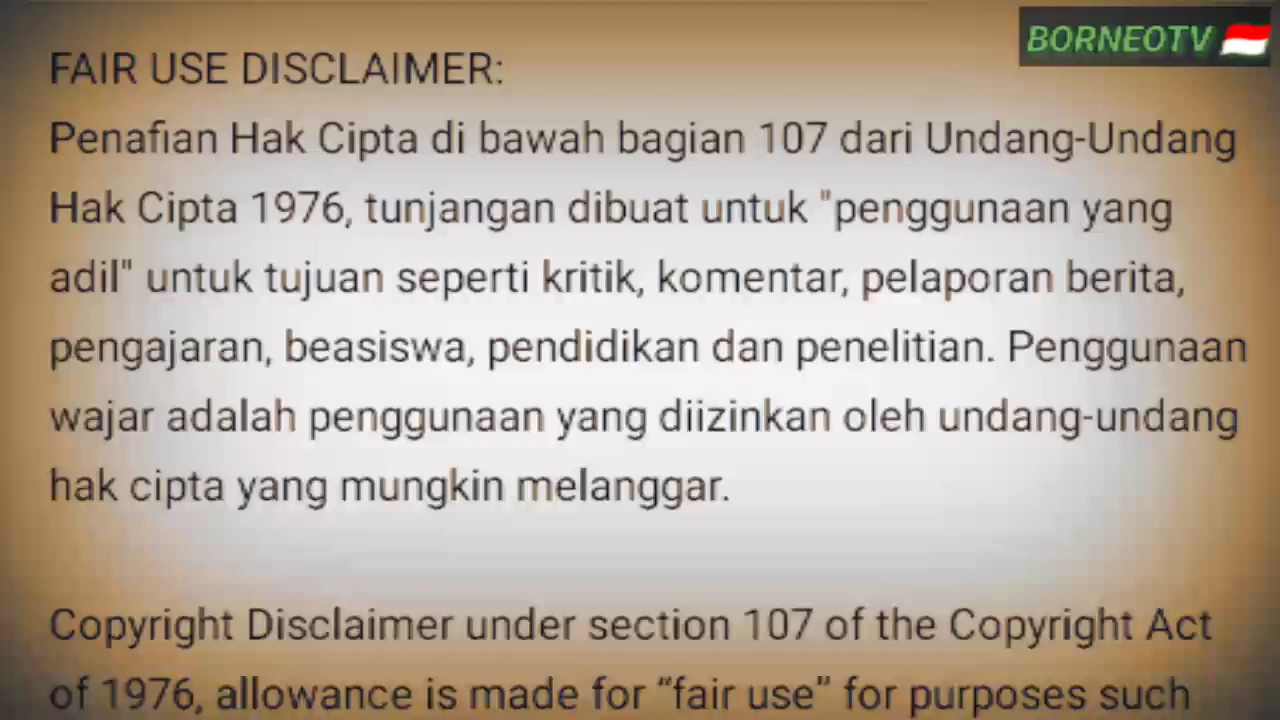 BORNEOTV
FAIR USE DISCLAIMER:
Penafian Hak Cipta di bawah bagian 107 dari Undang-Undang
Hak Cipta 1976, tunjangan dibuat untuk "penggunaan yang
adil" untuk tujuan seperti kritik, komentar, pelaporan berita,
pengajaran, beasiswa, pendidikan dan penelitian. Penggunaan
wajar adalah penggunaan yang diizinkan oleh undang-undang
hak cipta yang mungkin melanggar.
Copyright Disclaimer under section 107 of the Copyright Act
of 1976, allowance is made for “fair use” for purposes such